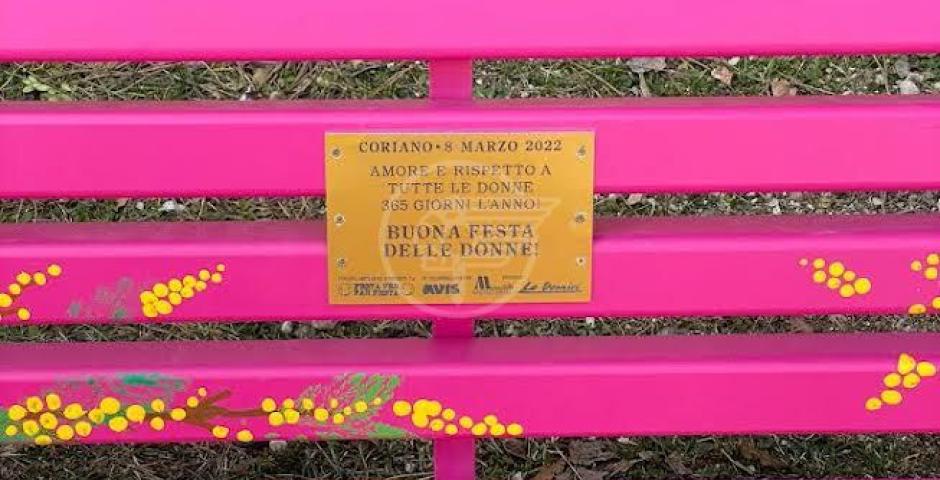 CORIANO • 8 MARZO 2022
AMORE E RISPETTO A
TUTTE LE DONNE
365 GIORNI L'ANNO!
BUONA FESTA
DELLE DONNE!
AVIS